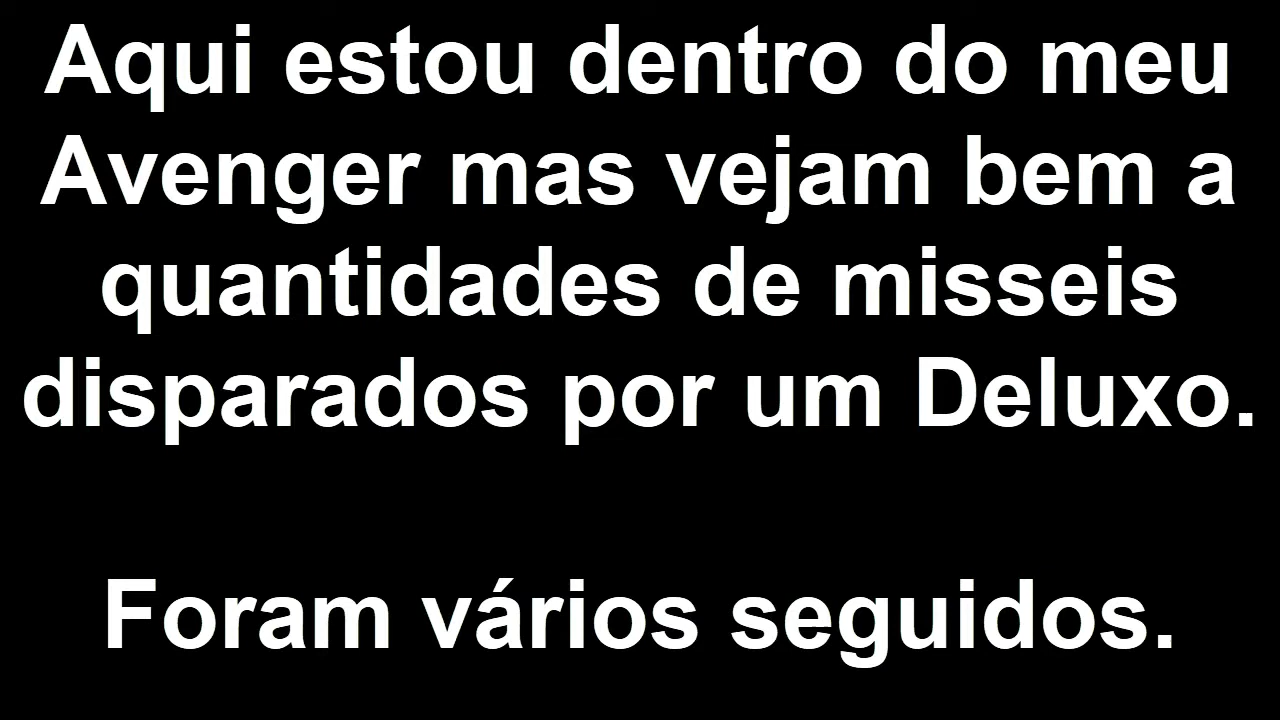 Aqui estou dentro do meu
Avenger mas vejam bem a
quantidades de misseis
disparados por um Deluxo.
Foram vários seguidos.